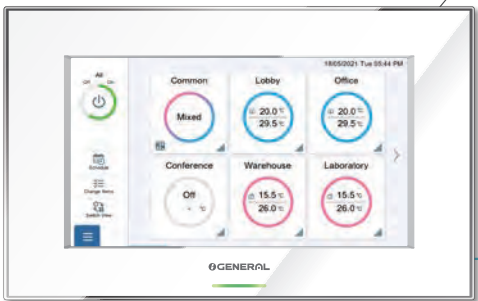 18/05/2021 Tue 05:44 PM
All
Off On
Schedule
Change Items
Switch View
Common
Mixed
Lobby
20.0 °C
29.5 °C
Office
20.0 °C
29.5 °C
Conference
Off
- °C
Warehouse
15.5 °C
26.0 °C
Laboratory
15.5 °C
26.0 °C
GENERAL